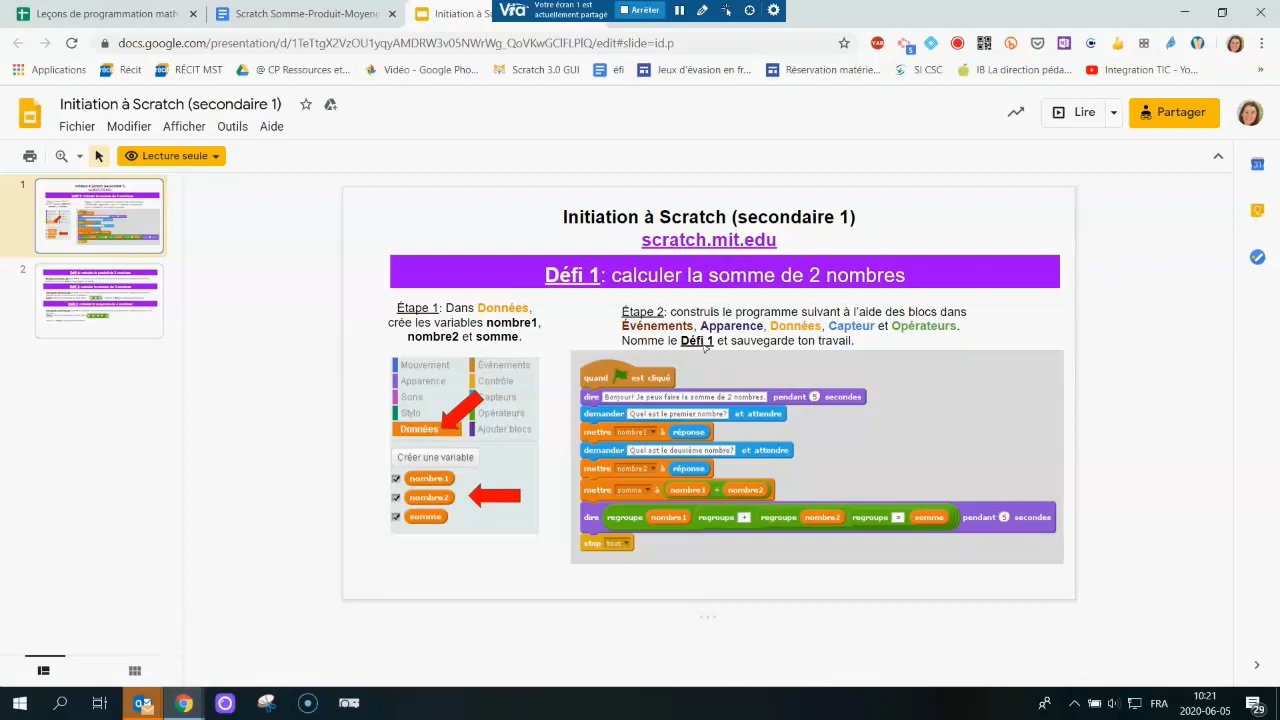 Leçons de programmation math
Scratch Somme-Produit-Moyenn
Initiation à Sc
Votre écran 1 est
actuellement partagé
Arrêter
docs.google.com/presentation/d/1TeTtgX2VzOU1yqyAMDRW3v05NWrWg_QoVKwGClFLPIQ/edit#slide=id.p
Applications
Récit
RÉCIT MST
@ CP Ressources et...
Vidéo - Google Pho...
Scratch 3.0 GUI
éfi
Jeux d'évasion en fr...
Réservation matérie...
SI CSC
IB La direction péda...
Integration TIC - Yo...
Initiation à Scratch (secondaire 1)
Fichier Modifier Afficher Outils Aide
Lire
Partager
Lecture seule
1
2
Initiation à Scratch (secondaire 1)
scratch.mit.edu
Défi 1: calculer la somme de 2 nombres
Étape 1: Dans Données,
crée les variables nombre1,
nombre2 et somme.
Étape 2: construis le programme suivant à l'aide des blocs dans
Événements, Apparence, Données, Capteur et Opérateurs.
Nomme le Défi 1 et sauvegarde ton travail.
Mouvement Événements
Apparence Contrôle
Sons Capteurs
Stylo Opérateurs
Données Ajouter blocs
Créer une variable
nombre1
nombre2
somme
quand est cliqué
dire Bonjour! Je peux faire la somme de 2 nombres. pendant 5 secondes
demander Quel est le premier nombre? et attendre
mettre nombre1 à réponse
demander Quel est le deuxième nombre? et attendre
mettre nombre2 à réponse
mettre somme à nombre1 + nombre2
dire regroupe nombre1 regroupe + regroupe nombre2 regroupe = somme pendant 5 secondes
stop tout
FRA
10:21
2020-06-05
29